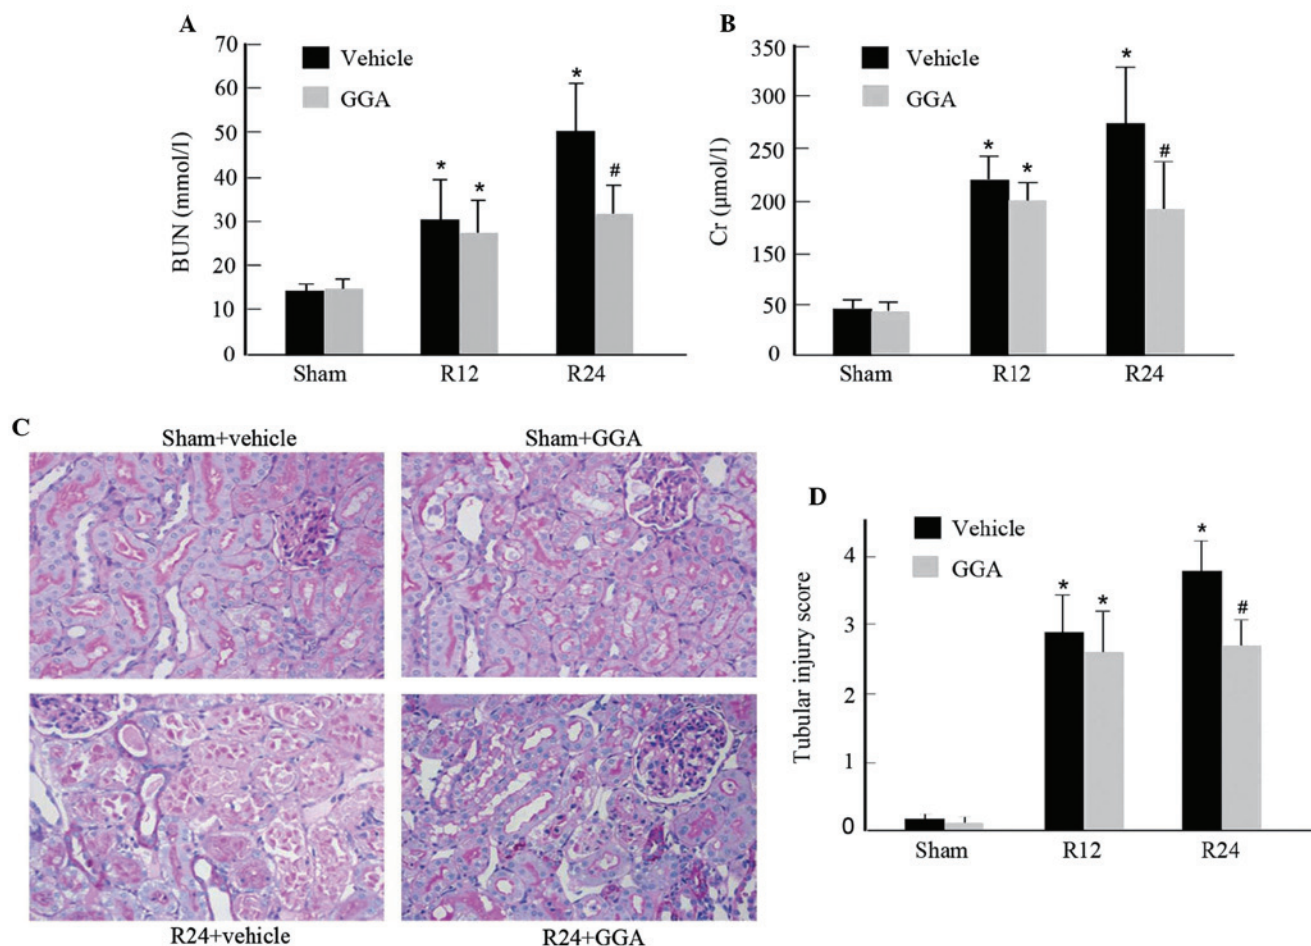 A
BUN (mmol/l)
70
60
50
40
30
20
10
0
Vehicle
GGA
*
*
*
#
Sham
R12
R24
B
Cr (µmol/l)
350
300
250
200
150
50
0
Vehicle
GGA
*
*
*
#
Sham
R12
R24
C
Sham+vehicle
Sham+GGA
R24+vehicle
R24+GGA
D
Tubular injury score
4
3
2
1
0
Vehicle
GGA
*
*
*
#
Sham
R12
R24